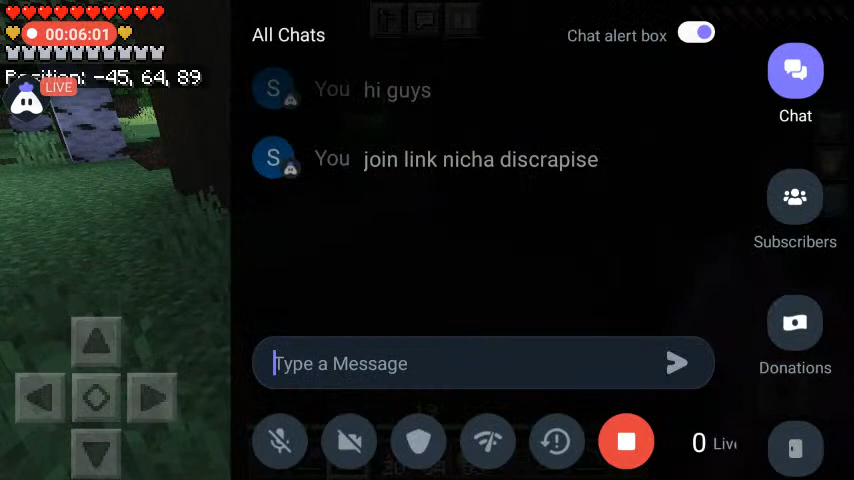 00:06:01
Position: -45, 64, 89
LIVE
All Chats
Chat alert box
S You hi guys
S You join link nicha discrapise
Type a Message
0 Live
Chat
Subscribers
Donations